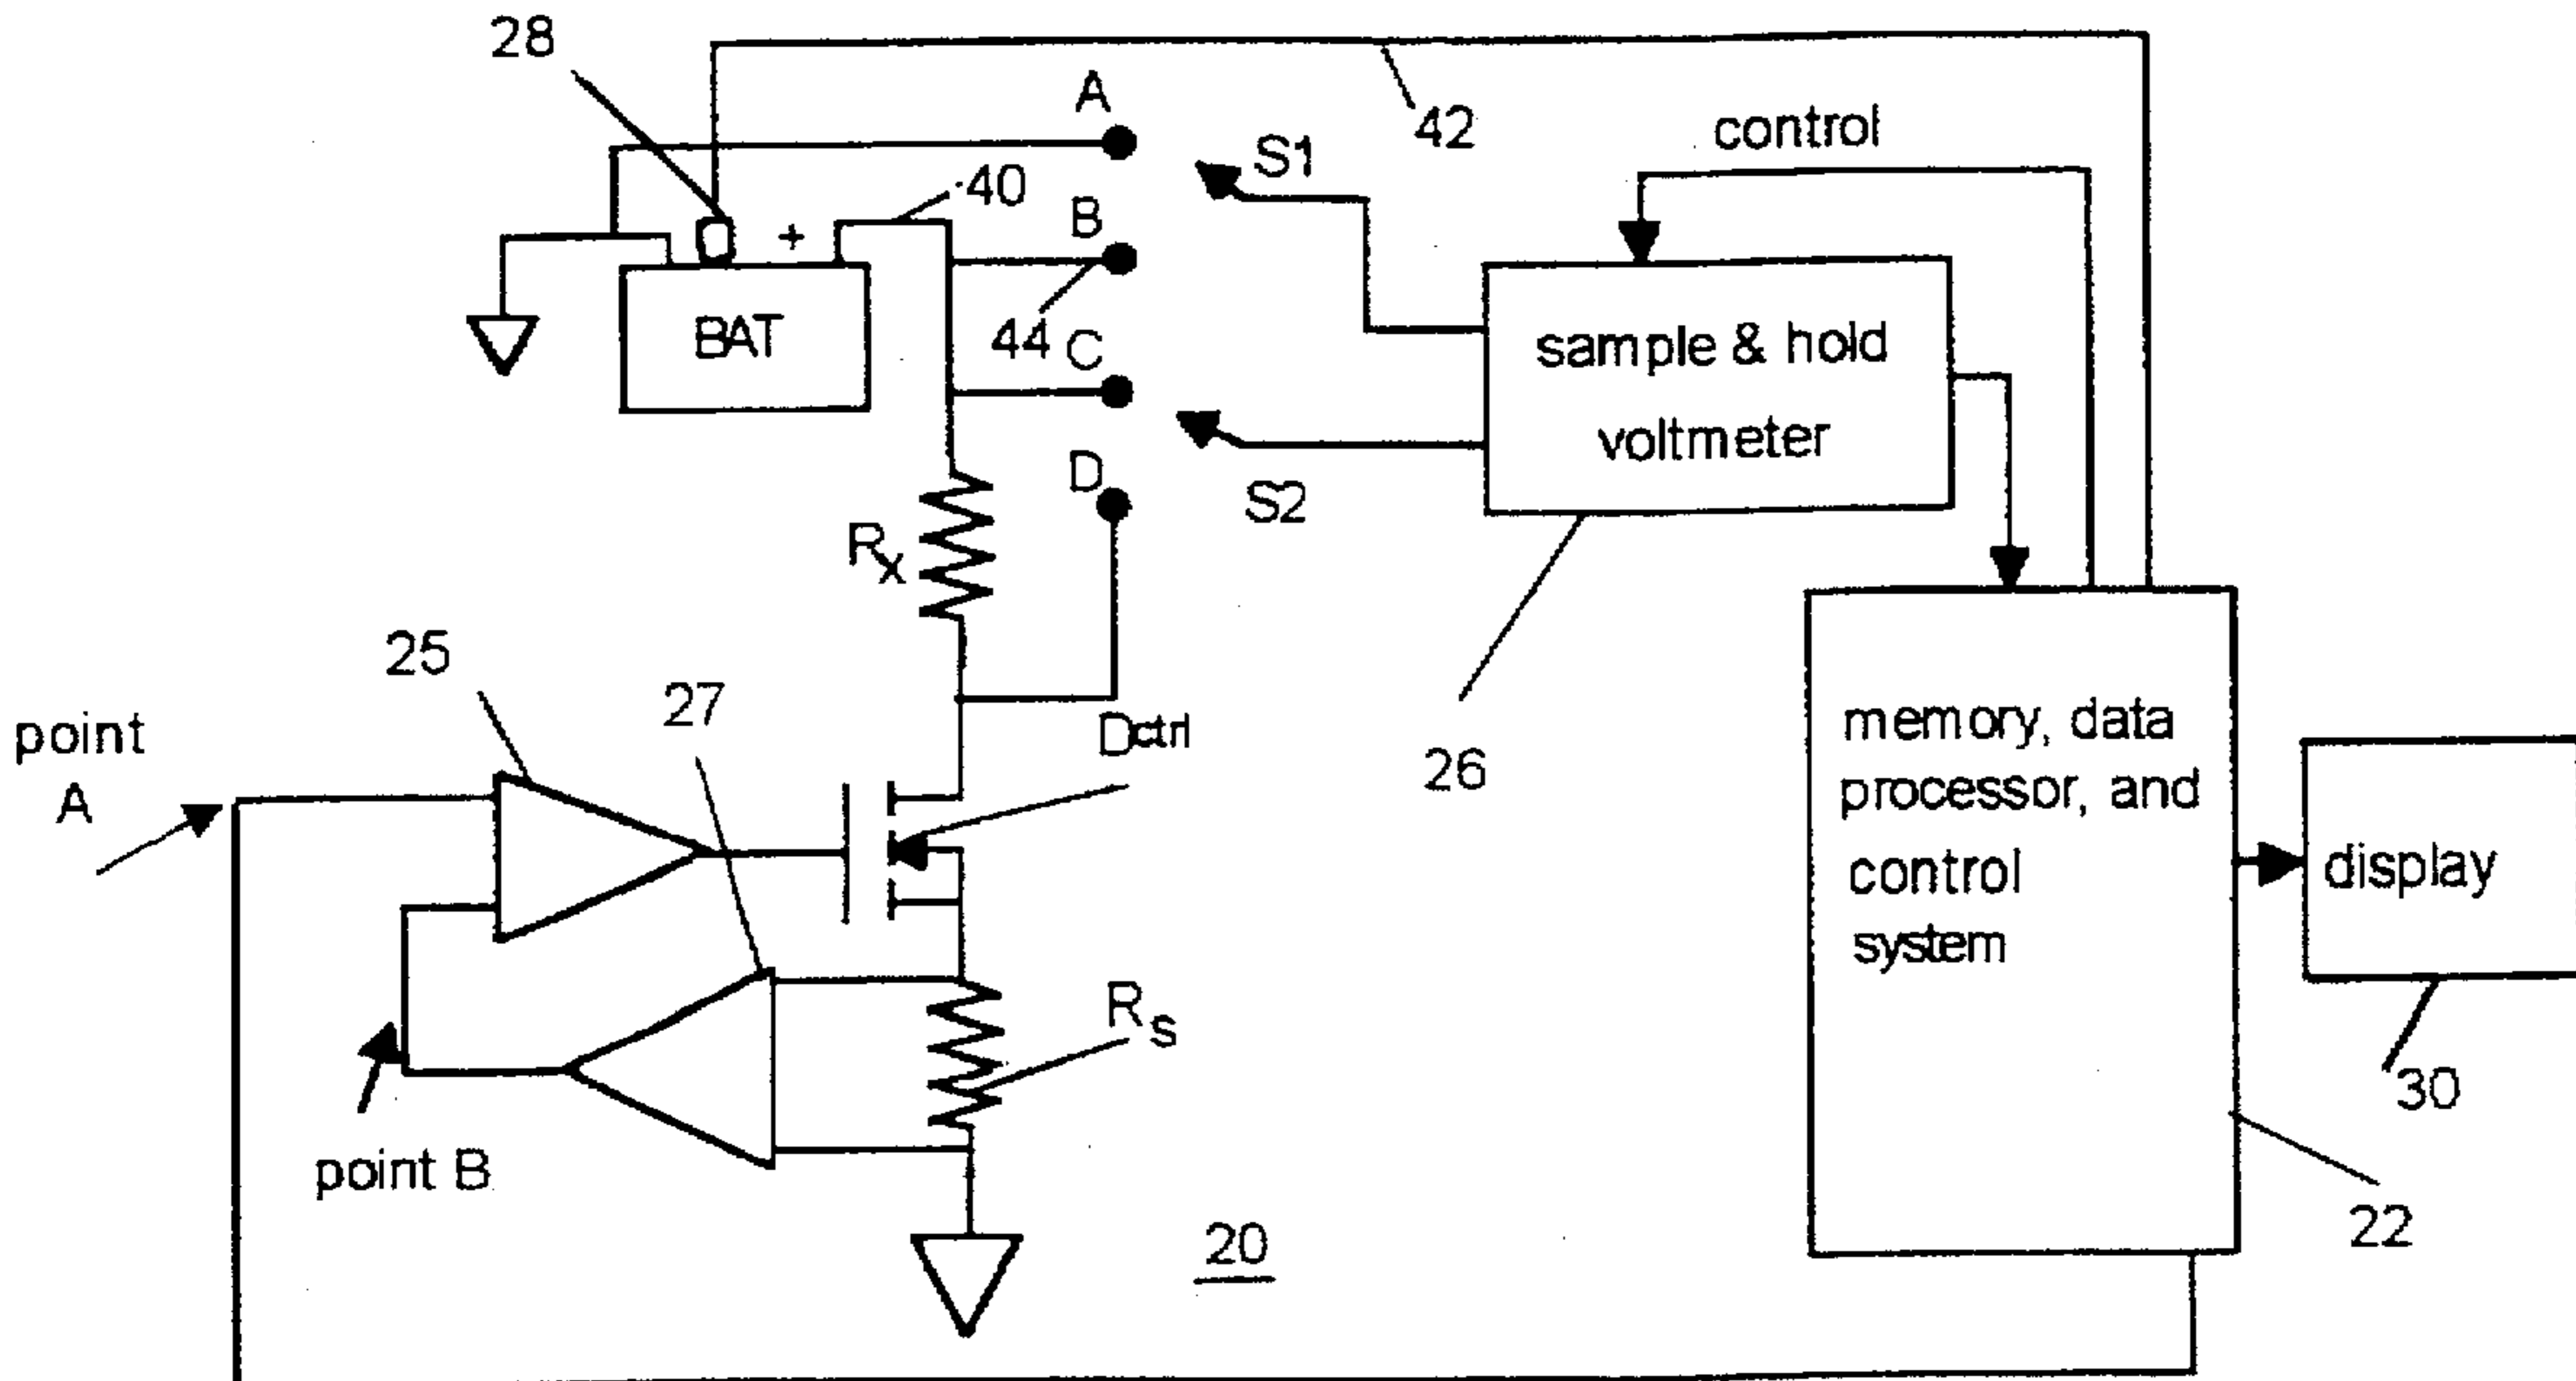 28
A
42
control
S1
+
40
B
BAT
44
C
sample & hold
voltmeter
S2
D
Rx
25
27
point
A
Dctrl
26
memory, data
processor, and
control
system
display
Rs
30
point B
20
22